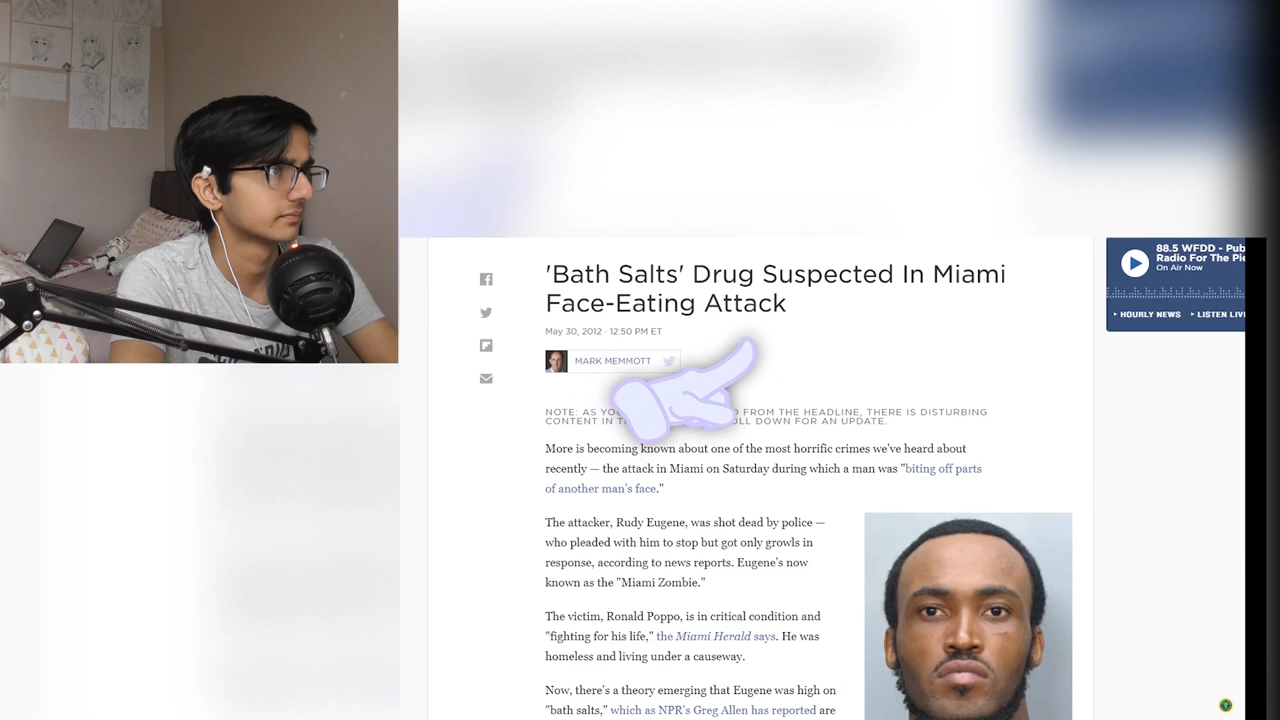 'Bath Salts' Drug Suspected In Miami
Face-Eating Attack
May 30, 2012 · 12:50 PM ET
MARK MEMMOTT
NOTE: AS FROM THE HEADLINE, THERE IS DISTURBING
CONTENT IN DOWN FOR AN UPDATE.
More is becoming known about one of the most horrific crimes we've heard about
recently — the attack in Miami on Saturday during which a man was "biting off parts
of another man's face."
The attacker, Rudy Eugene, was shot dead by police —
who pleaded with him to stop but got only growls in
response, according to news reports. Eugene's now
known as the "Miami Zombie."
The victim, Ronald Poppo, is in critical condition and
"fighting for his life," the Miami Herald says. He was
homeless and living under a causeway.
Now, there's a theory emerging that Eugene was high on
"bath salts," which as NPR's Greg Allen has reported are
88.5 WFDD - Pub
Radio For The Pie
On Air Now
HOURLY NEWS
LISTEN LIV